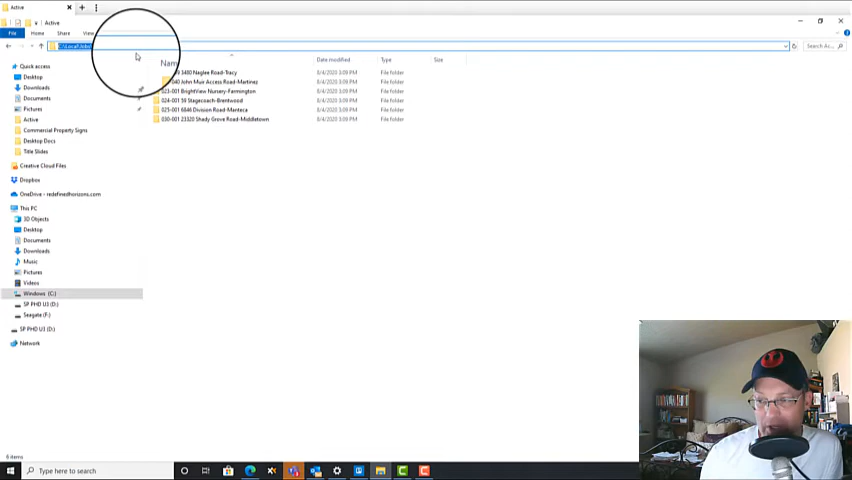 Active
Active
File Home Share View
Search Ac...
Name Date modified Type Size
3480 Naglee Road-Tracy 8/4/2020 3:09 PM File folder
040 John Muir Access Road-Martinez 8/4/2020 3:09 PM File folder
023-001 BrightView Nursery-Farmington 8/4/2020 3:09 PM File folder
024-001 59 Stagecoach-Brentwood 8/4/2020 3:09 PM File folder
025-001 6846 Division Road-Manteca 8/4/2020 3:09 PM File folder
030-001 23320 Shady Grove Road-Middletown 8/4/2020 3:09 PM File folder
Quick access
Desktop
Downloads
Documents
Pictures
Active
Commercial Property Signs
Desktop Docs
Title Slides
Creative Cloud Files
Dropbox
OneDrive - redefinedhorizons.com
This PC
3D Objects
Desktop
Documents
Downloads
Music
Pictures
Videos
Windows (C:)
SP PHD U3 (D:)
Seagate (F:)
SP PHD U3 (D:)
Network
6 items
Type here to search